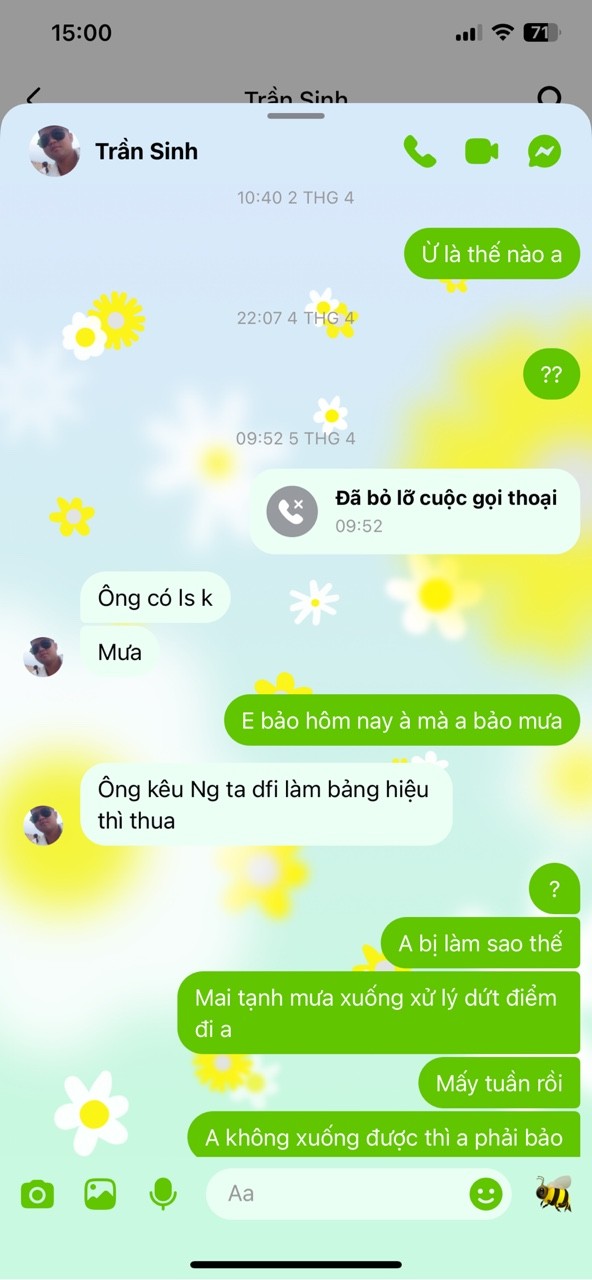 15:00
71
Trần Sinh
Trần Sinh
10:40 2 THG 4
Ừ là thế nào a
22:07 4 THG 4
??
09:52 5 THG 4
Đã bỏ lỡ cuộc gọi thoại
09:52
Ông có ls k
Mưa
E bảo hôm nay à mà a bảo mưa
Ông kêu Ng ta dfi làm bảng hiệu
thì thua
?
A bị làm sao thế
Mai tạnh mưa xuống xử lý dứt điểm
đi a
Mấy tuần rồi
A không xuống được thì a phải bảo
Aa